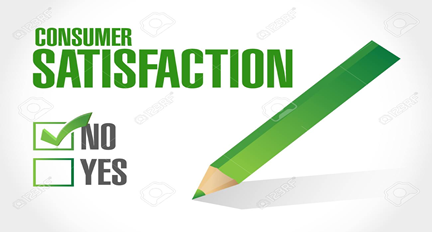 CONSUMER
SATISFACTION
NO
YES